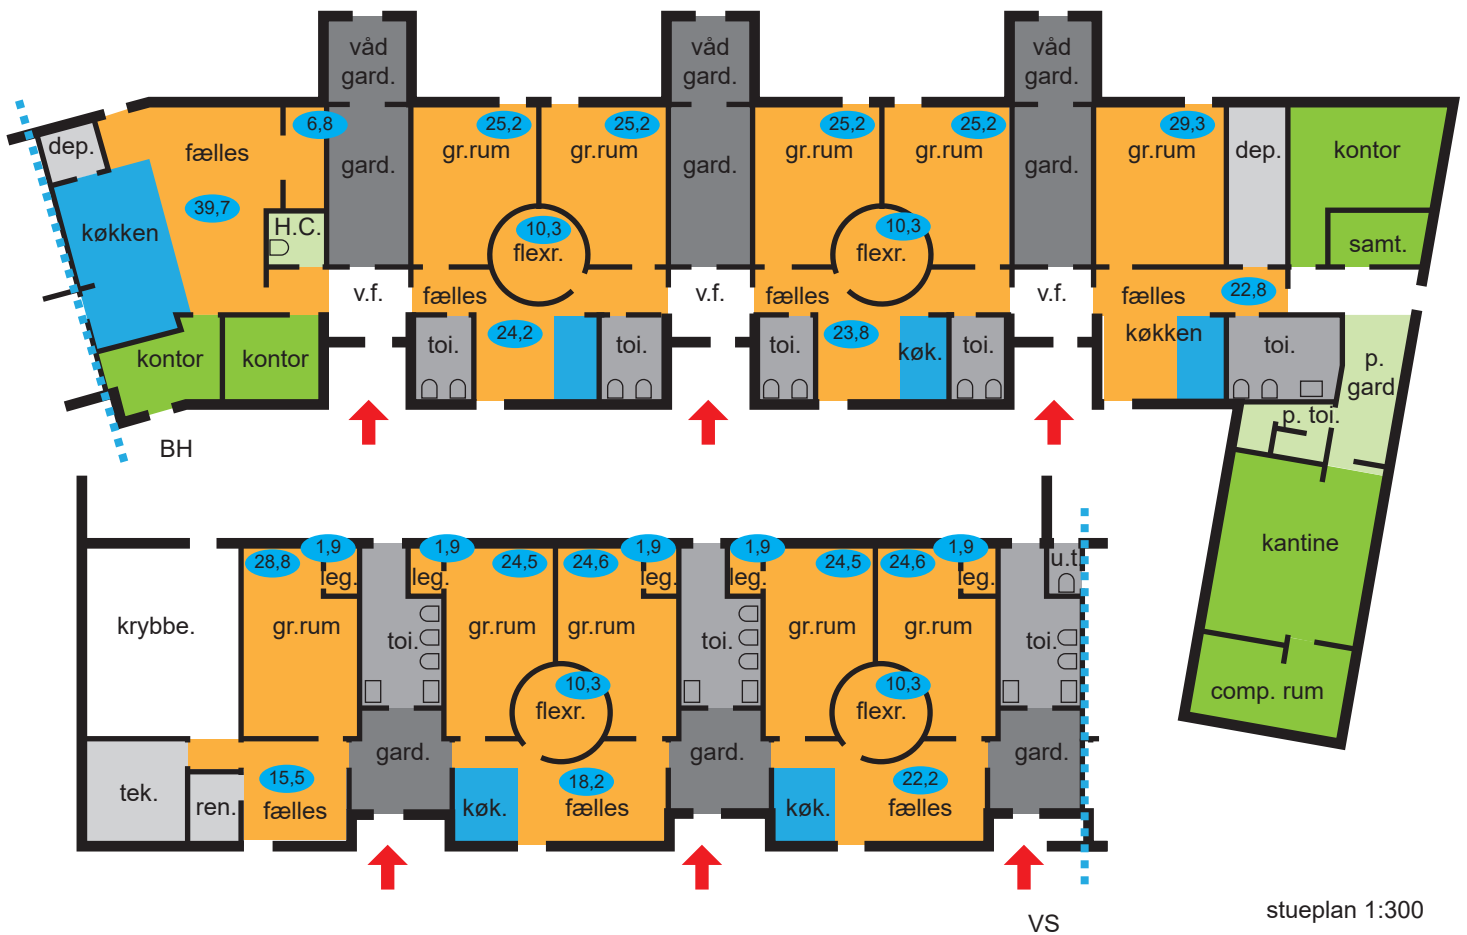 våd
gard.
våd
gard.
våd
gard.
6,8
25,2
25,2
25,2
25,2
29,3
dep.
fælles
gard.
gr.rum
gr.rum
gard.
gr.rum
gr.rum
gard.
gr.rum
dep.
kontor
39,7
køkken
H.C.
10,3
flexr.
10,3
flexr.
samt.
v.f.
fælles
v.f.
fælles
v.f.
fælles
22,8
kontor
kontor
toi.
24,2
toi.
toi.
23,8
køk.
toi.
køkken
toi.
p.
gard
p. toi.
BH
kantine
comp. rum
28,8
1,9
1,9
24,5
24,6
1,9
1,9
24,5
24,6
1,9
leg.
leg.
leg.
leg.
leg.
u.t
krybbe.
gr.rum
toi.
gr.rum
gr.rum
toi.
gr.rum
gr.rum
toi.
10,3
flexr.
10,3
flexr.
gard.
gard.
gard.
tek.
ren.
15,5
fælles
køk.
18,2
fælles
køk.
22,2
fælles
VS
stueplan 1:300